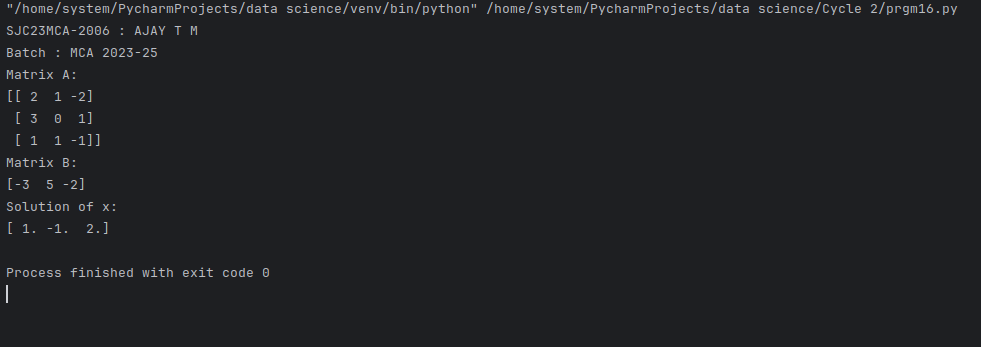 "/home/system/PycharmProjects/data science/venv/bin/python" /home/system/PycharmProjects/data science/Cycle 2/prgm16.py
SJC23MCA-2006 : AJAY T M
Batch : MCA 2023-25
Matrix A:
[[ 2  1 -2]
 [ 3  0  1]
 [ 1  1 -1]]
Matrix B:
[-3  5 -2]
Solution of x:
[ 1. -1.  2.]
Process finished with exit code 0